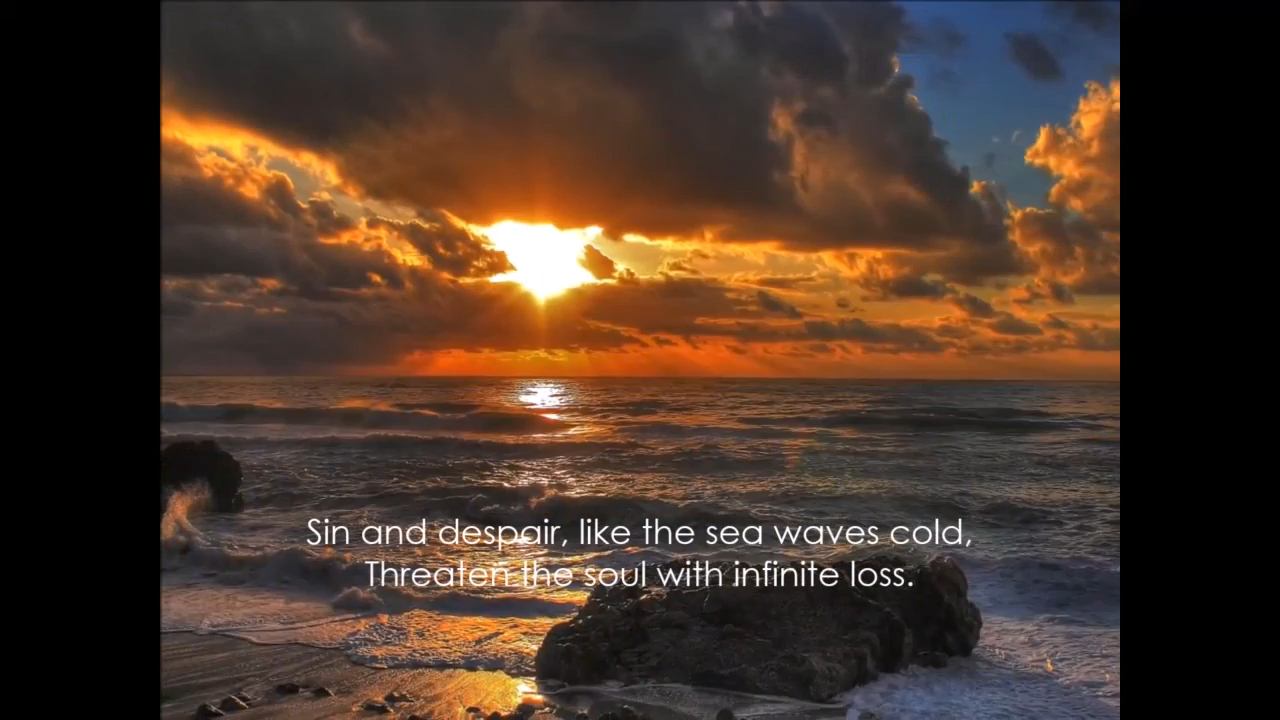 Sin and despair, like the sea waves cold,
Threaten the soul with infinite loss.